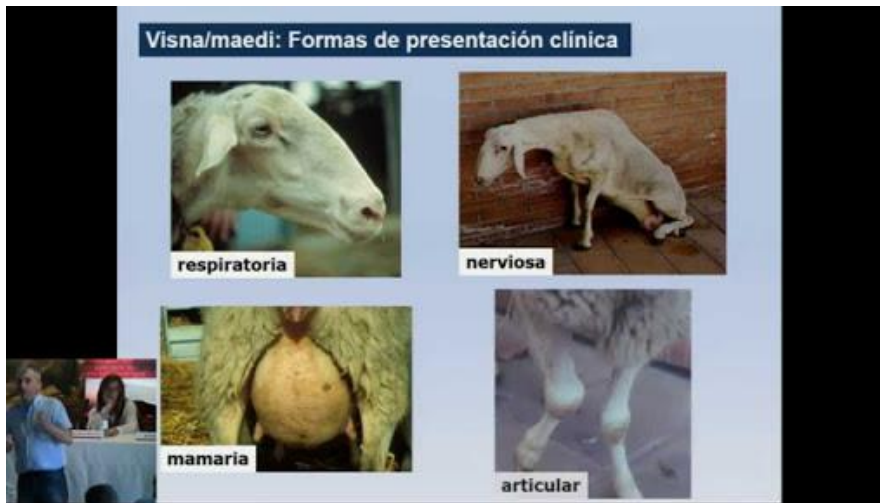 Visna/maedi: Formas de presentación clínica
respiratoria
nerviosa
mamaria
articular